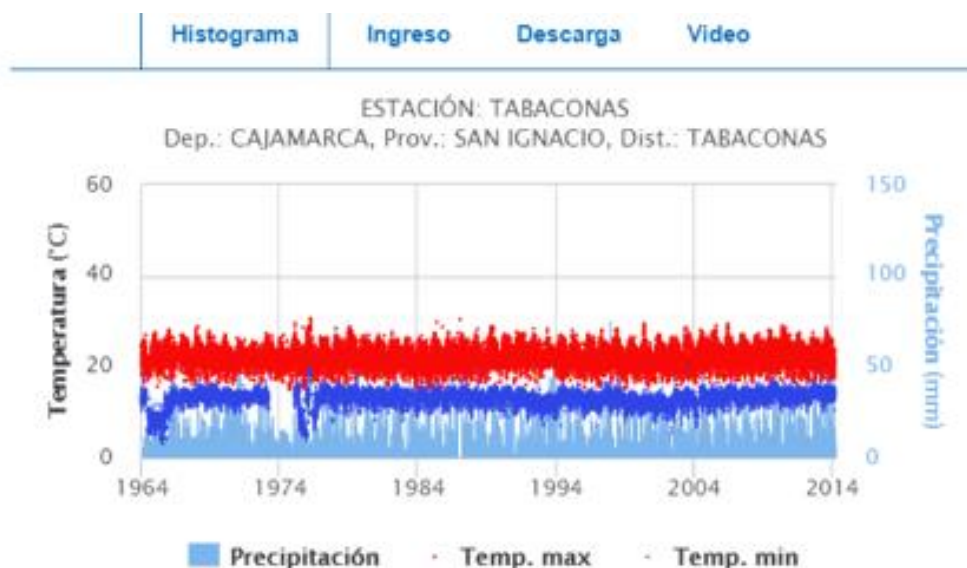 Histograma Ingreso Descarga Video
ESTACIÓN: TABACONAS
Dep.: CAJAMARCA, Prov.: SAN IGNACIO, Dist.: TABACONAS
60 150
40 100
20 50
0 0
Temperatura (°C)
Precipitación (mm)
1964 1974 1984 1994 2004 2014
Precipitación Temp. max Temp. min